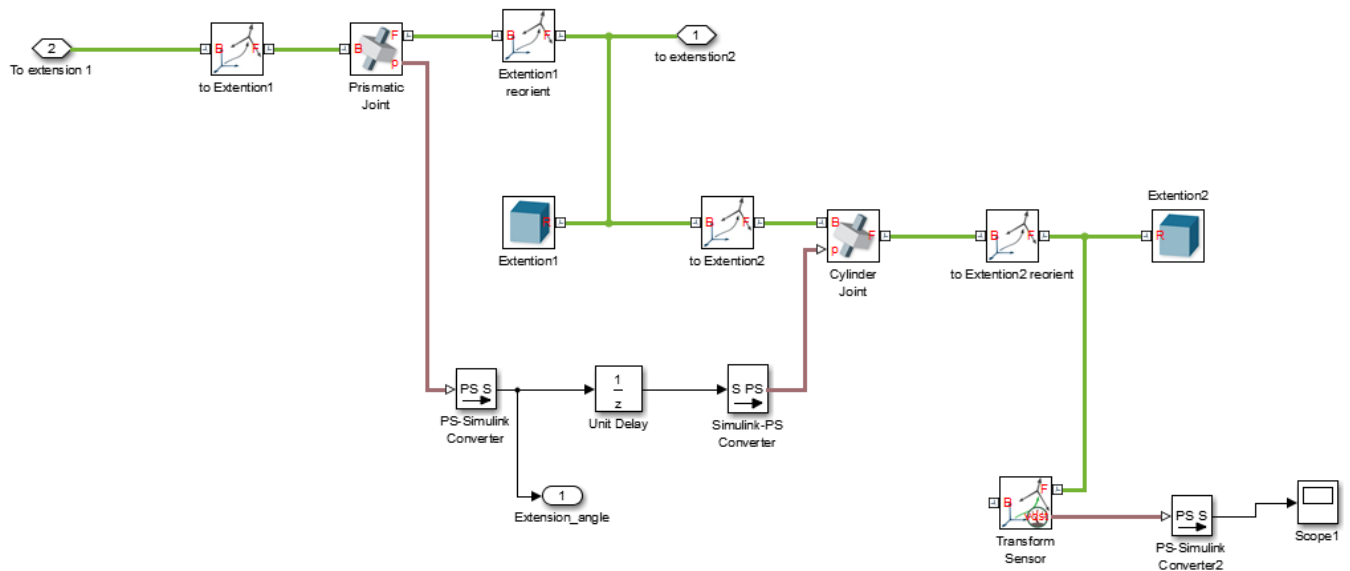 2
To extension 1
B
F
to Extention1
B
F
p
Prismatic
Joint
B
F
Extention1
reorient
1
to extenstion2
R
Extention1
B
F
to Extention2
B
F
p
Cylinder
Joint
B
F
to Extention2 reorient
Extention2
R
PS S
PS-Simulink
Converter
1
z
Unit Delay
S PS
Simulink-PS
Converter
1
Extension_angle
B
F
Transform
Sensor
PS S
PS-Simulink
Converter2
Scope1